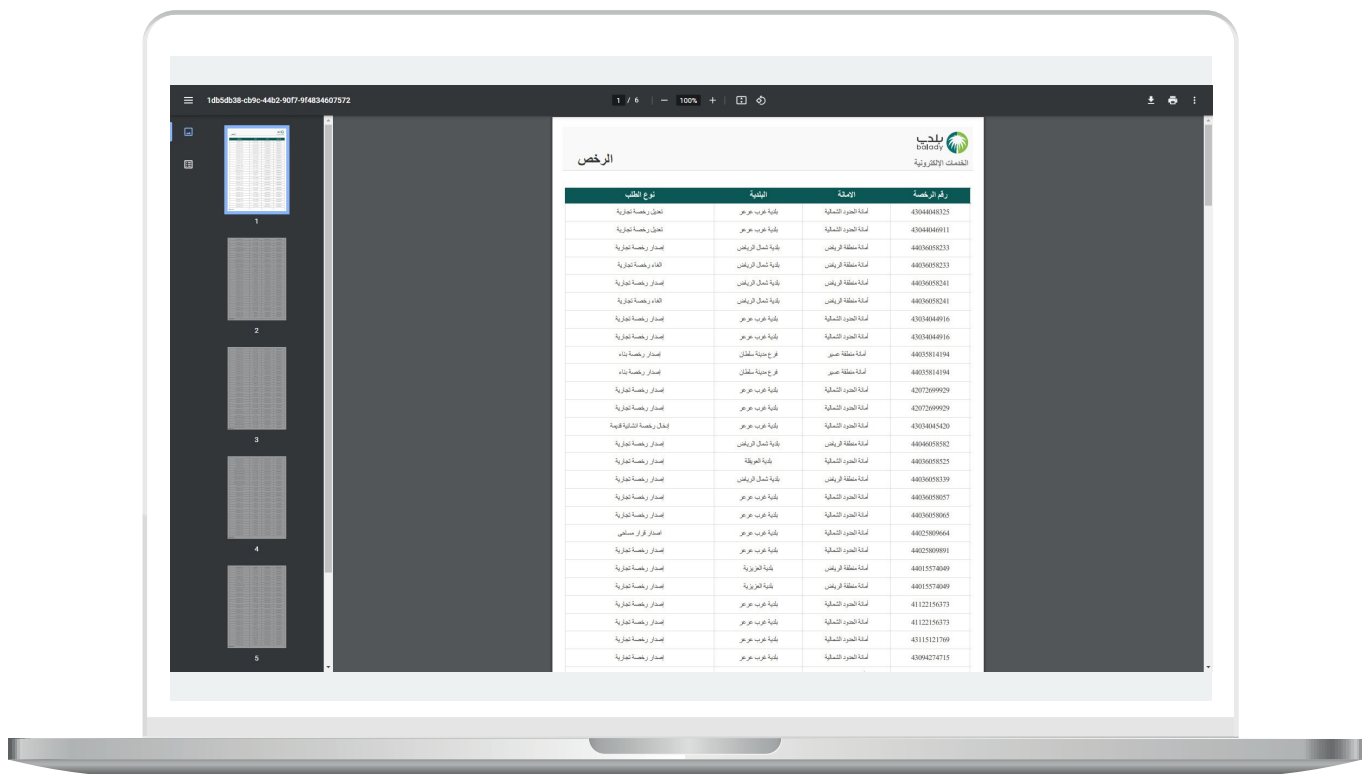 1db5db38-cb9c-44b2-90f7-9f4834607572 1 / 6 100%
بلدي
balady
الخدمات الإلكترونية
الرخص
رقم الرخصة الامانة البلدية نوع الطلب
43044048325 أمانة الحدود الشمالية بلدية غرب عرعر تعديل رخصة تجارية
43044046911 أمانة الحدود الشمالية بلدية غرب عرعر تعديل رخصة تجارية
44036058233 أمانة منطقة الرياض بلدية شمال الرياض إصدار رخصة تجارية
44036058233 أمانة منطقة الرياض بلدية شمال الرياض الغاء رخصة تجارية
44036058241 أمانة منطقة الرياض بلدية شمال الرياض إصدار رخصة تجارية
44036058241 أمانة منطقة الرياض بلدية شمال الرياض الغاء رخصة تجارية
43034044916 أمانة الحدود الشمالية بلدية غرب عرعر إصدار رخصة تجارية
43034044916 أمانة الحدود الشمالية بلدية غرب عرعر إصدار رخصة تجارية
44035814194 أمانة منطقة عسير فرع مدينة سلطان إصدار رخصة بناء
44035814194 أمانة منطقة عسير فرع مدينة سلطان إصدار رخصة بناء
42072699929 أمانة الحدود الشمالية بلدية غرب عرعر إصدار رخصة تجارية
42072699929 أمانة الحدود الشمالية بلدية غرب عرعر إصدار رخصة تجارية
43034045420 أمانة الحدود الشمالية بلدية غرب عرعر إدخال رخصة انشائية قديمة
44046058582 أمانة منطقة الرياض بلدية شمال الرياض إصدار رخصة تجارية
44036058525 أمانة الحدود الشمالية بلدية العويقلة إصدار رخصة تجارية
44036058339 أمانة منطقة الرياض بلدية شمال الرياض إصدار رخصة تجارية
44036058057 أمانة الحدود الشمالية بلدية غرب عرعر إصدار رخصة تجارية
44036058065 أمانة الحدود الشمالية بلدية غرب عرعر إصدار رخصة تجارية
44025809664 أمانة الحدود الشمالية بلدية غرب عرعر اصدار قرار مساحي
44025809891 أمانة الحدود الشمالية بلدية غرب عرعر إصدار رخصة تجارية
44015574049 أمانة منطقة الرياض بلدية العزيزية إصدار رخصة تجارية
44015574049 أمانة منطقة الرياض بلدية العزيزية إصدار رخصة تجارية
41122156373 أمانة الحدود الشمالية بلدية غرب عرعر إصدار رخصة تجارية
41122156373 أمانة الحدود الشمالية بلدية غرب عرعر إصدار رخصة تجارية
43115121769 أمانة الحدود الشمالية بلدية غرب عرعر إصدار رخصة تجارية
43094274715 أمانة الحدود الشمالية بلدية غرب عرعر إصدار رخصة تجارية
1
2
3
4
5